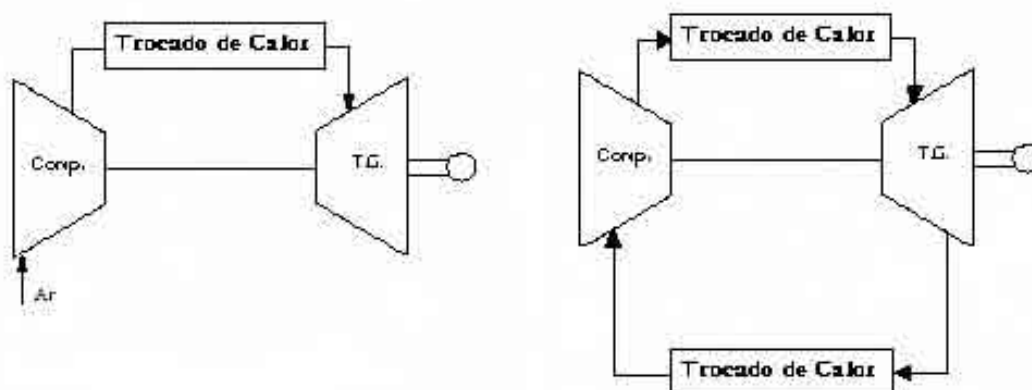 Trocado de Calor
Comp.
T.G.
Ar
Trocado de Calor
Comp.
T.G.
Trocado de Calor